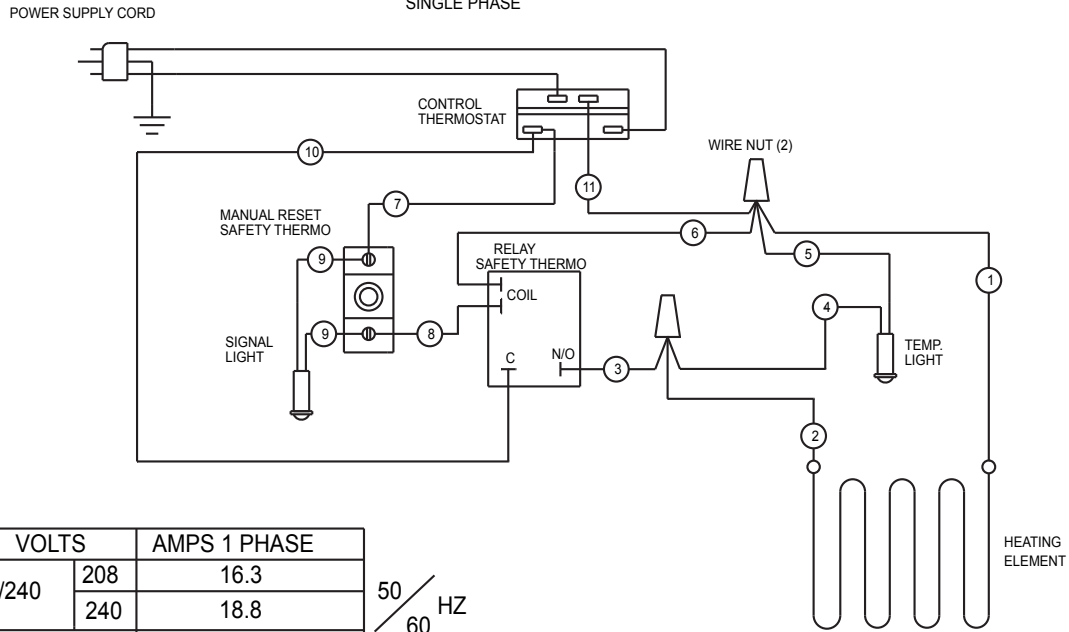 SINGLE PHASE
POWER SUPPLY CORD
CONTROL
THERMOSTAT
WIRE NUT (2)
10
11
7
MANUAL RESET
SAFETY THERMO
6
RELAY
SAFETY THERMO
9
5
1
COIL
4
9
8
SIGNAL
LIGHT
TEMP.
LIGHT
C
N/O
3
2
HEATING
ELEMENT
VOLTS
AMPS 1 PHASE
/240
208
16.3
240
18.8
50/60 HZ